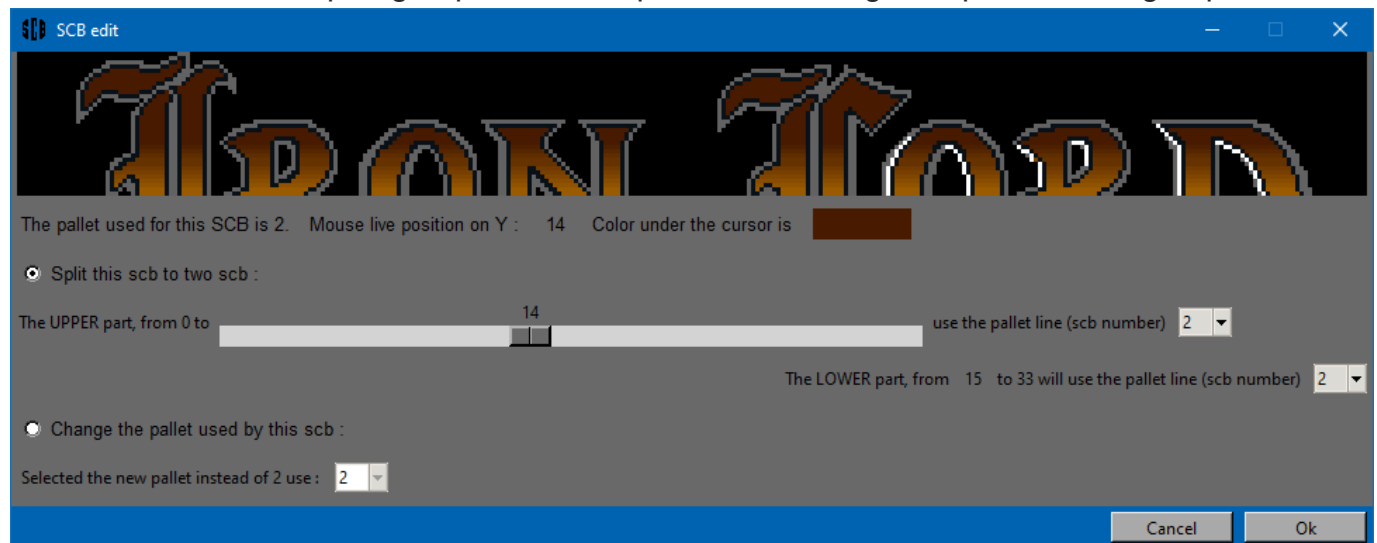 SCB SCB edit
Iron Lord
The pallet used for this SCB is 2. Mouse live position on Y : 14 Color under the cursor is
Split this scb to two scb :
14
The UPPER part, from 0 to use the pallet line (scb number) 2
The LOWER part, from 15 to 33 will use the pallet line (scb number) 2
Change the pallet used by this scb :
Selected the new pallet instead of 2 use : 2
Cancel Ok